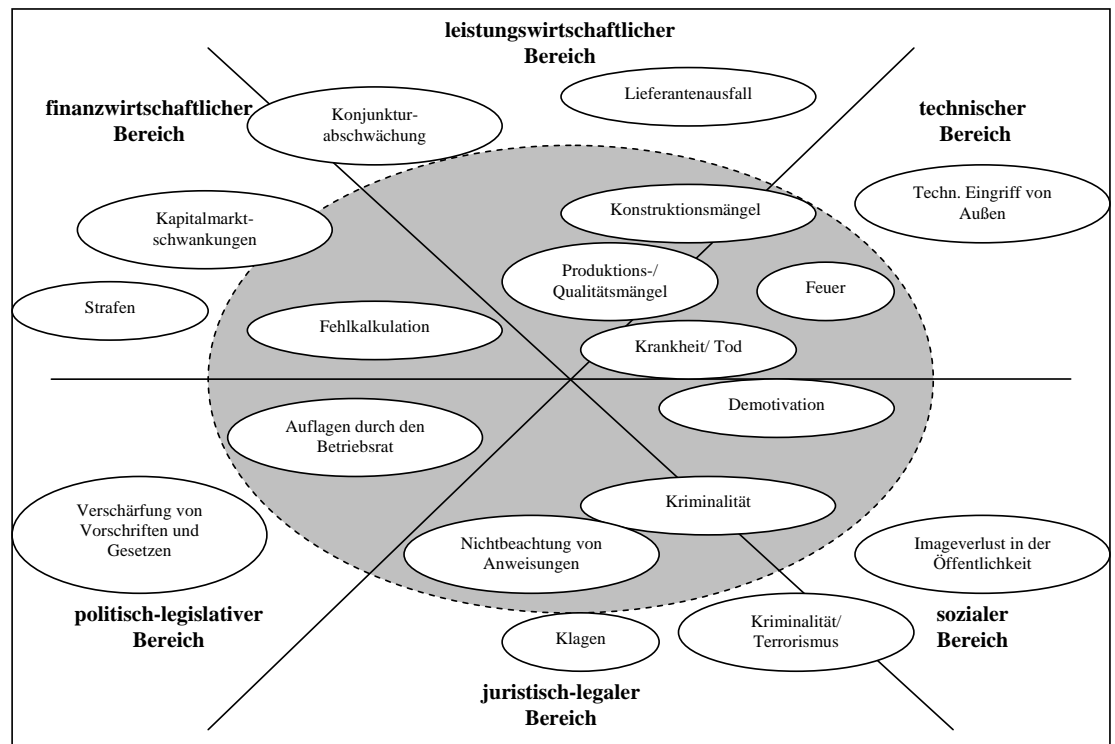 leistungswirtschaftlicher
Bereich
finanzwirtschaftlicher
Bereich
technischer
Bereich
Konjunktur-
abschwächung
Lieferantenausfall
Kapitalmarkt-
schwankungen
Konstruktionsmängel
Techn. Eingriff von
Außen
Strafen
Fehlkalkulation
Produktions-/
Qualitätsmängel
Feuer
Krankheit/ Tod
Auflagen durch den
Betriebsrat
Demotivation
Verschärfung von
Vorschriften und
Gesetzen
Nichtbeachtung von
Anweisungen
Kriminalität
Imageverlust in der
Öffentlichkeit
politisch-legislativer
Bereich
Klagen
Kriminalität/
Terrorismus
sozialer
Bereich
juristisch-legaler
Bereich